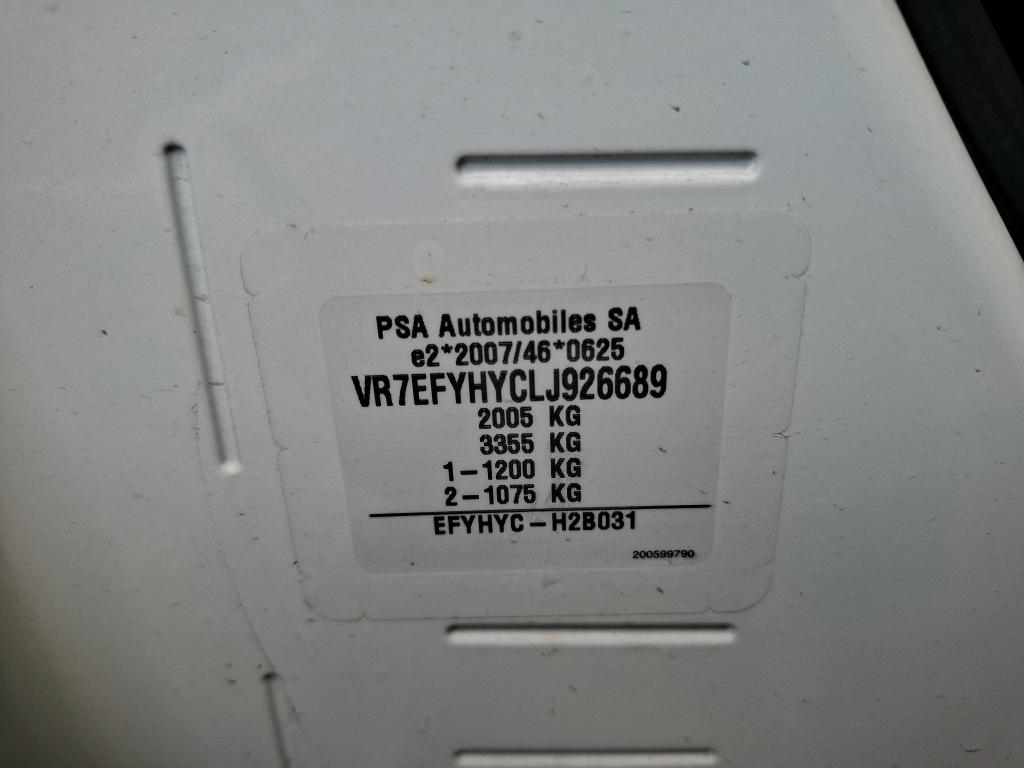 PSA Automobiles SA
e2*2007/46*0625
VR7EFYHYCLJ926689
2005 KG
3355 KG
1-1200 KG
2-1075 KG
EFYHYC-H2B031
200599790